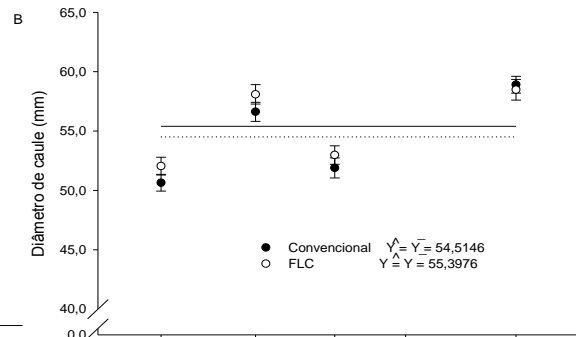 B
65,0
60,0
55,0
50,0
45,0
40,0
0,0
Diâmetro de caule (mm)
Convencional Ŷ = Ȳ = 54,5146
FLC Ŷ = Ȳ = 55,3976